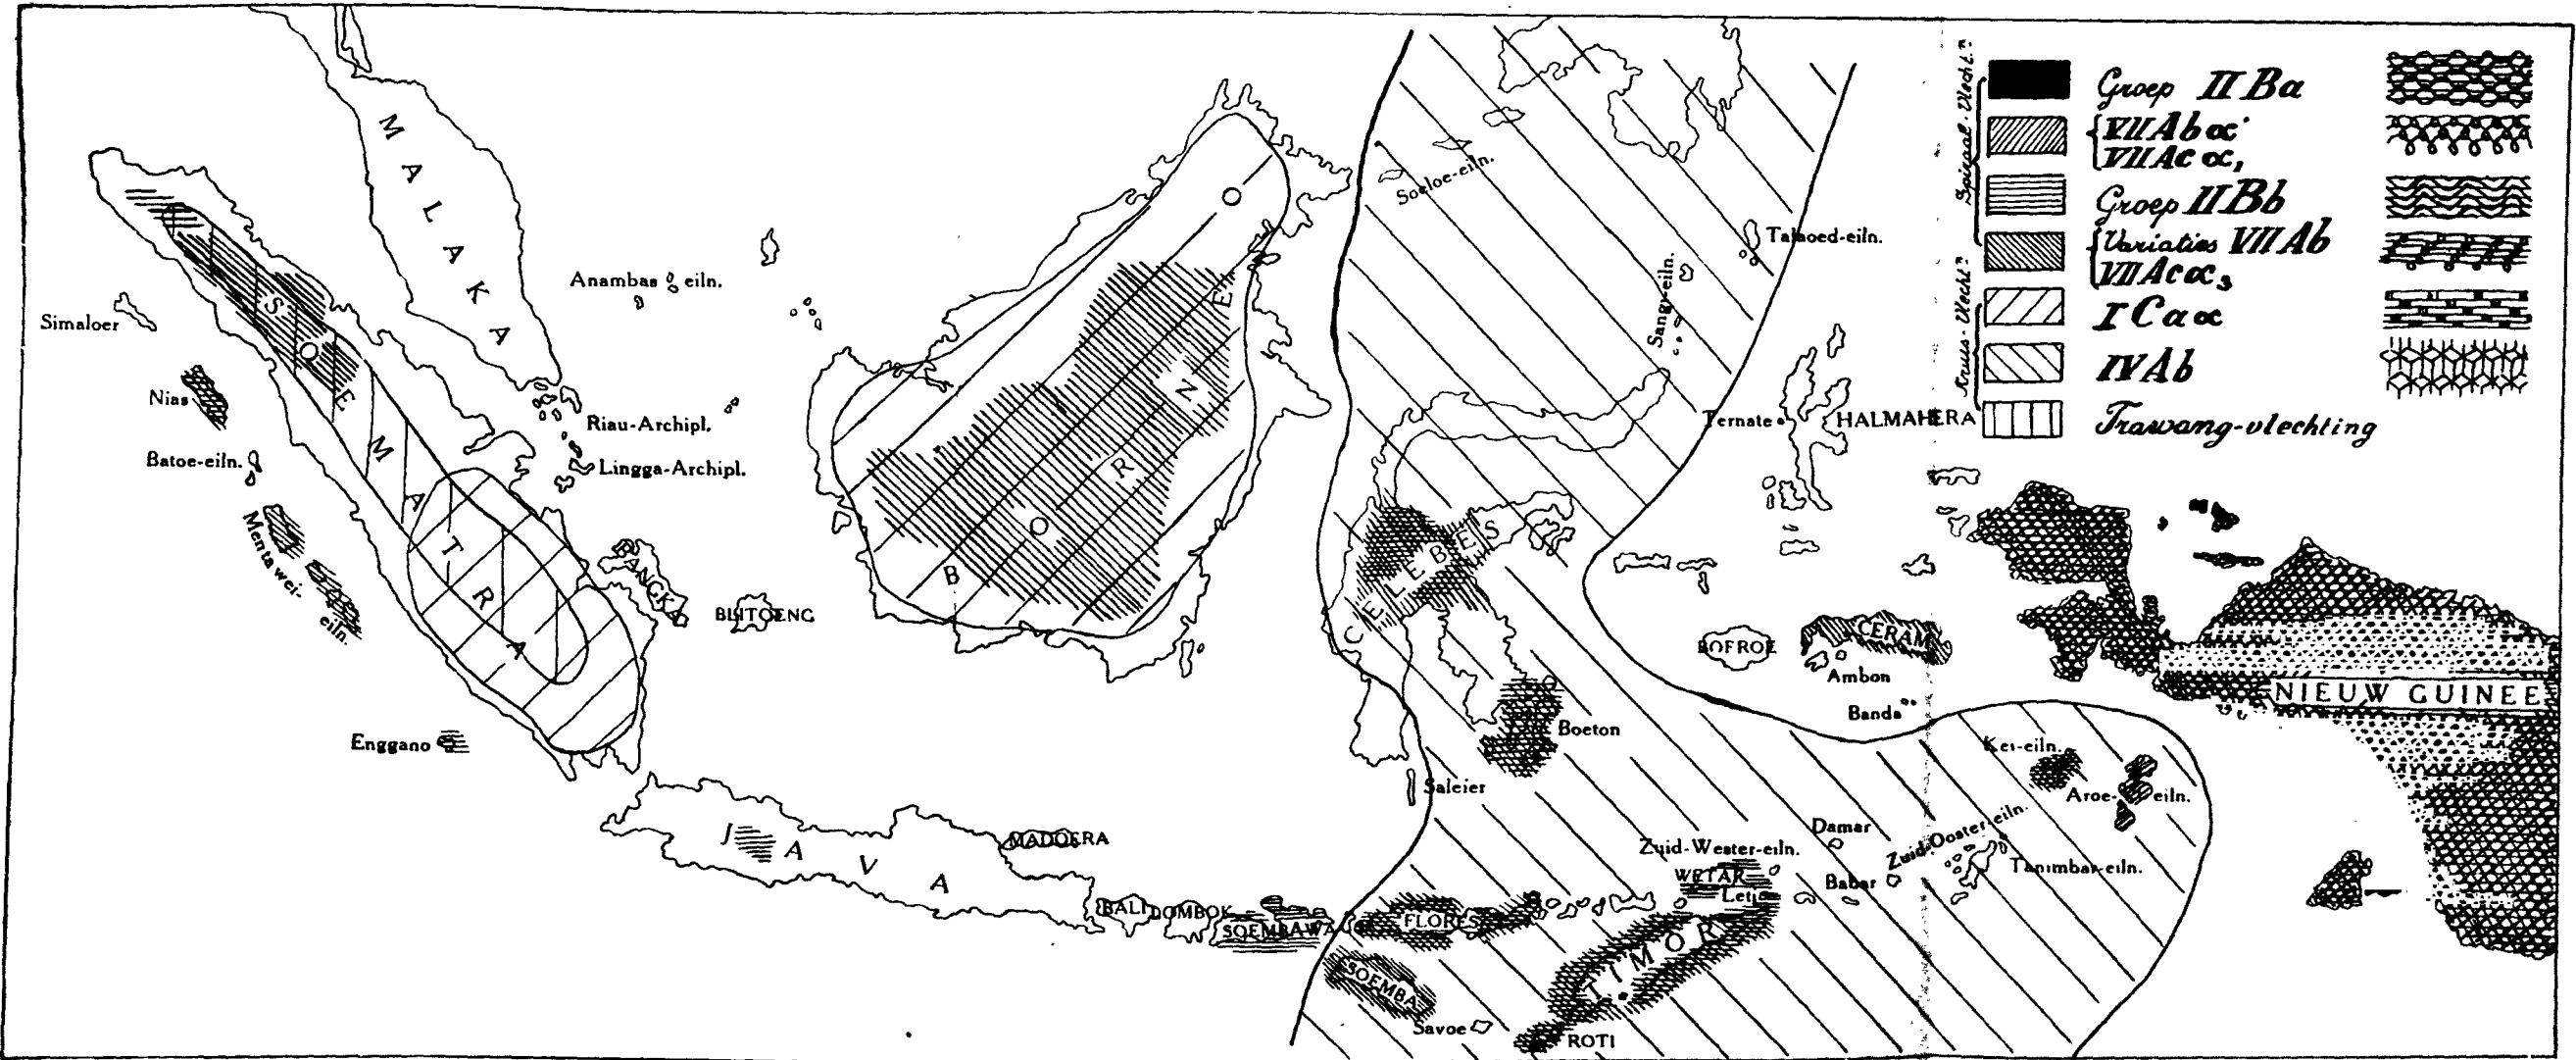 MALAKA
Anambas eiln.
Simaloer
Nias
Batoe-eiln.
Mentawei-
eiln.
Enggano
SOEMATRA
Riau-Archipl.
Lingga-Archipl.
BANGKA
BLITOENG
BORNEO
JAVA
MADOERA
BALI
LOMBOK
SOEMBAWA
FLORES
SOEMBA
Savoe
ROTI
TIMOR
WETAR
Leti
Zuid-Wester-eiln.
Damar
Babar
Zuid-Ooster-eiln.
Tanimbar-eiln.
Kei-eiln.
Aroe-eiln.
Saleier
Boeton
CELEBES
Soeloe-eiln.
Sangi-eiln.
Talaoed-eiln.
Ternate
HALMAHERA
BOEROE
CERAM
Ambon
Banda
NIEUW GUINEE
Spiraal-vlecht.n
Groep II Ba
VII Ab α
VII Ac α,
Groep II Bb
Variaties VII Ab
VII Ac α3
Kruis-vlecht.n
I C a α
IV Ab
Trawang-vlechting